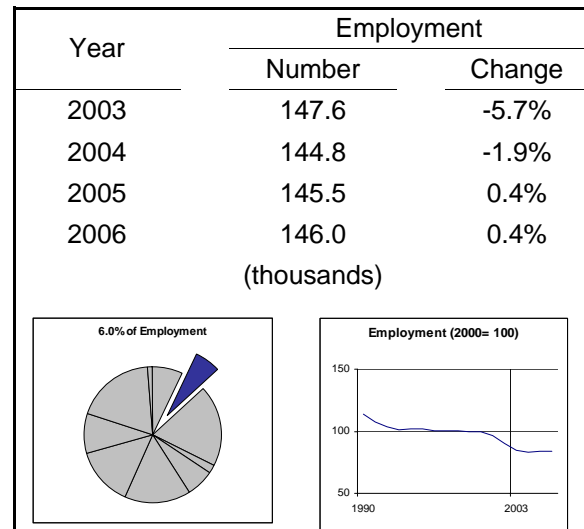 Employment
Year
Number Change
2003 147.6 -5.7%
2004 144.8 -1.9%
2005 145.5 0.4%
2006 146.0 0.4%
(thousands)
6.0% of Employment
Employment (2000= 100)
150
100
50
1990 2003